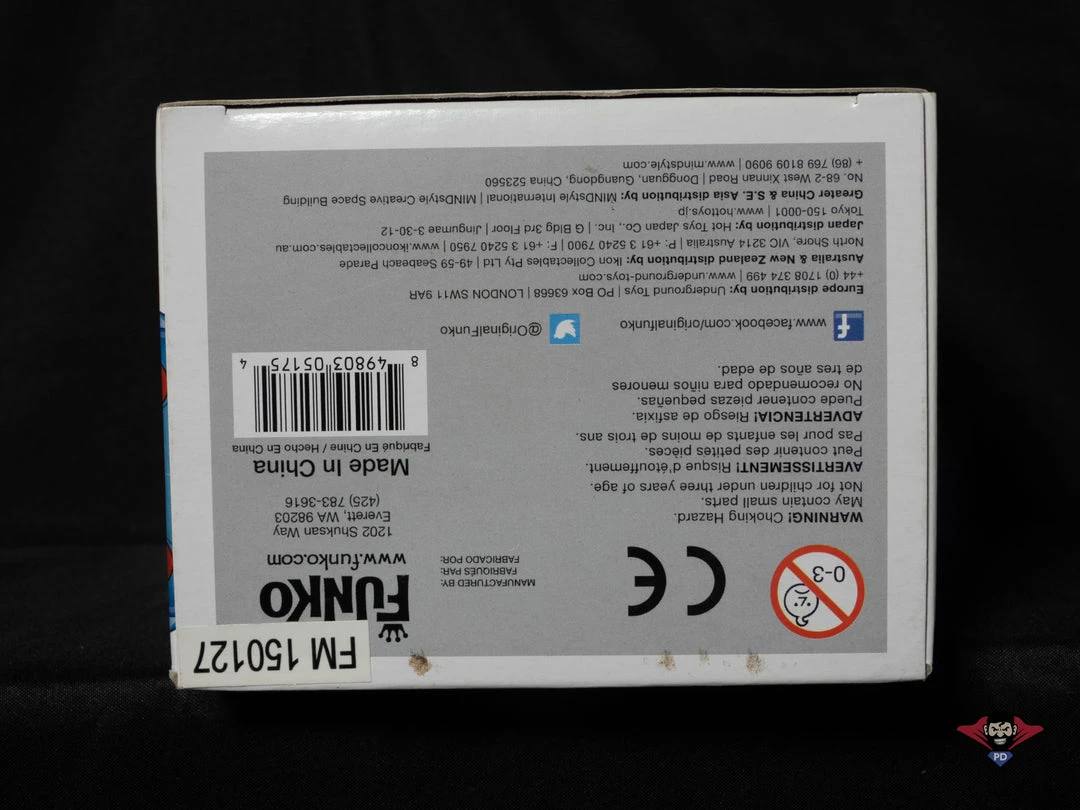 FM 150127
0-3
CE
MANUFACTURED BY:
FABRIQUÉS PAR:
FABRICADO POR:
FUNKO
www.funko.com
1202 Shuksan Way
Everett, WA 98203
(425) 783-3616
Made In China
Fabriqué En Chine / Hecho En China
8 49803 05175 4
WARNING! Choking Hazard.
May contain small parts.
Not for children under three years of age.
AVERTISSEMENT! Risque d'étouffement.
Peut contenir des petites pièces.
Pas pour les enfants de moins de trois ans.
ADVERTENCIA! Riesgo de asfixia.
Puede contener piezas pequeñas.
No recomendado para niños menores
de tres años de edad.
www.facebook.com/originalfunko
@OriginalFunko
Europe distribution by: Underground Toys | PO Box 63668 | LONDON SW11 9AR
+44 (0) 1708 374 499 | www.underground-toys.com
Australia & New Zealand distribution by: Ikon Collectables Pty Ltd | 49-59 Seabeach Parade
North Shore, VIC 3214 Australia | P: +61 3 5240 7900 | F: +61 3 5240 7950 | www.ikoncollectables.com.au
Japan distribution by: Hot Toys Japan Co., Inc. | G Bldg 3rd Floor | Jingumae 3-30-12
Tokyo 150-0001 | www.hottoys.jp
Greater China & S.E. Asia distribution by: MINDstyle International | MINDstyle Creative Space Building
No. 68-2 West Xinnan Road | Dongguan, Guangdong, China 523560
+ (86) 769 8109 9090 | www.mindstyle.com
PD